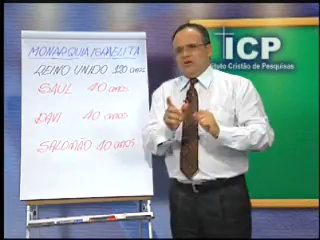 MONARQUIA ISRAELITA
REINO UNIDO 120 anos
SAUL 40 anos
DAVI 40 anos
SALOMÃO 40 anos
ICP
tituto Cristão de Pesquisas